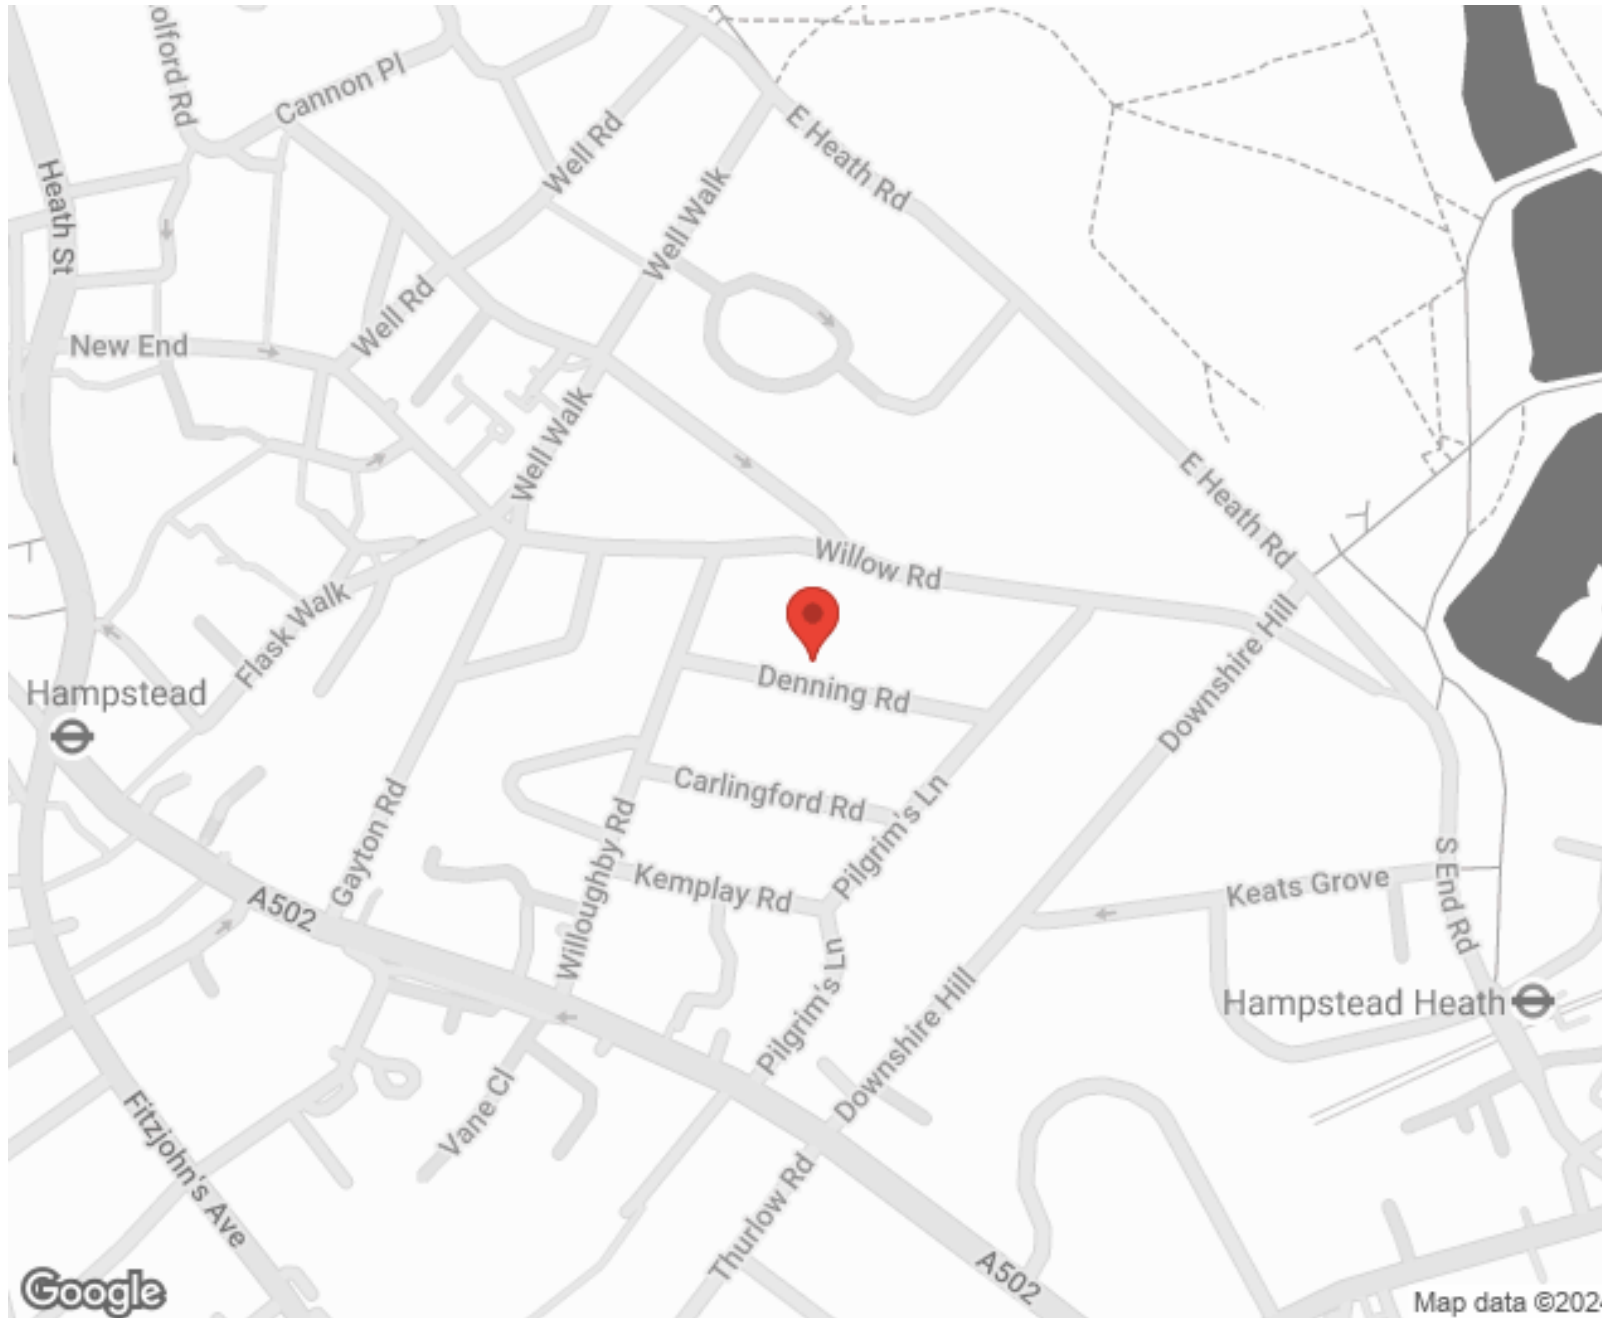 olford Rd
Cannon Pl
Well Rd
E Heath Rd
Well Walk
Heath St
Well Rd
New End
Well Walk
E Heath Rd
Willow Rd
Flask Walk
Downshire Hill
Hampstead
Denning Rd
Carlingford Rd
Pilgrim's Ln
Gayton Rd
Willoughby Rd
Kemplay Rd
Keats Grove
S End Rd
A502
Pilgrim's Ln
Downshire Hill
Hampstead Heath
Vane Cl
Fitzjohn's Ave
Thurlow Rd
A502
Google
Map data ©2024